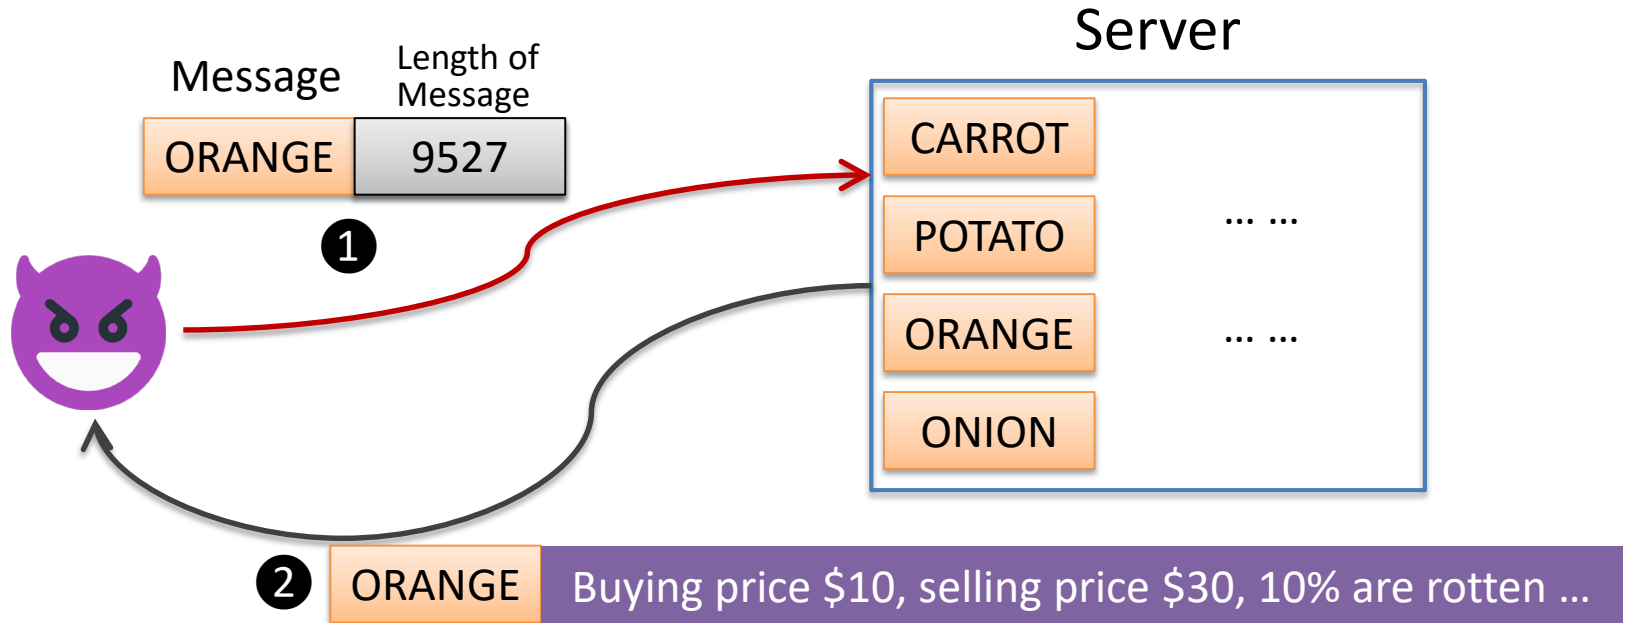 Server
Message
Length of
Message
ORANGE
9527
1
CARROT
POTATO
... ...
ORANGE
... ...
ONION
2
ORANGE
Buying price $10, selling price $30, 10% are rotten ...